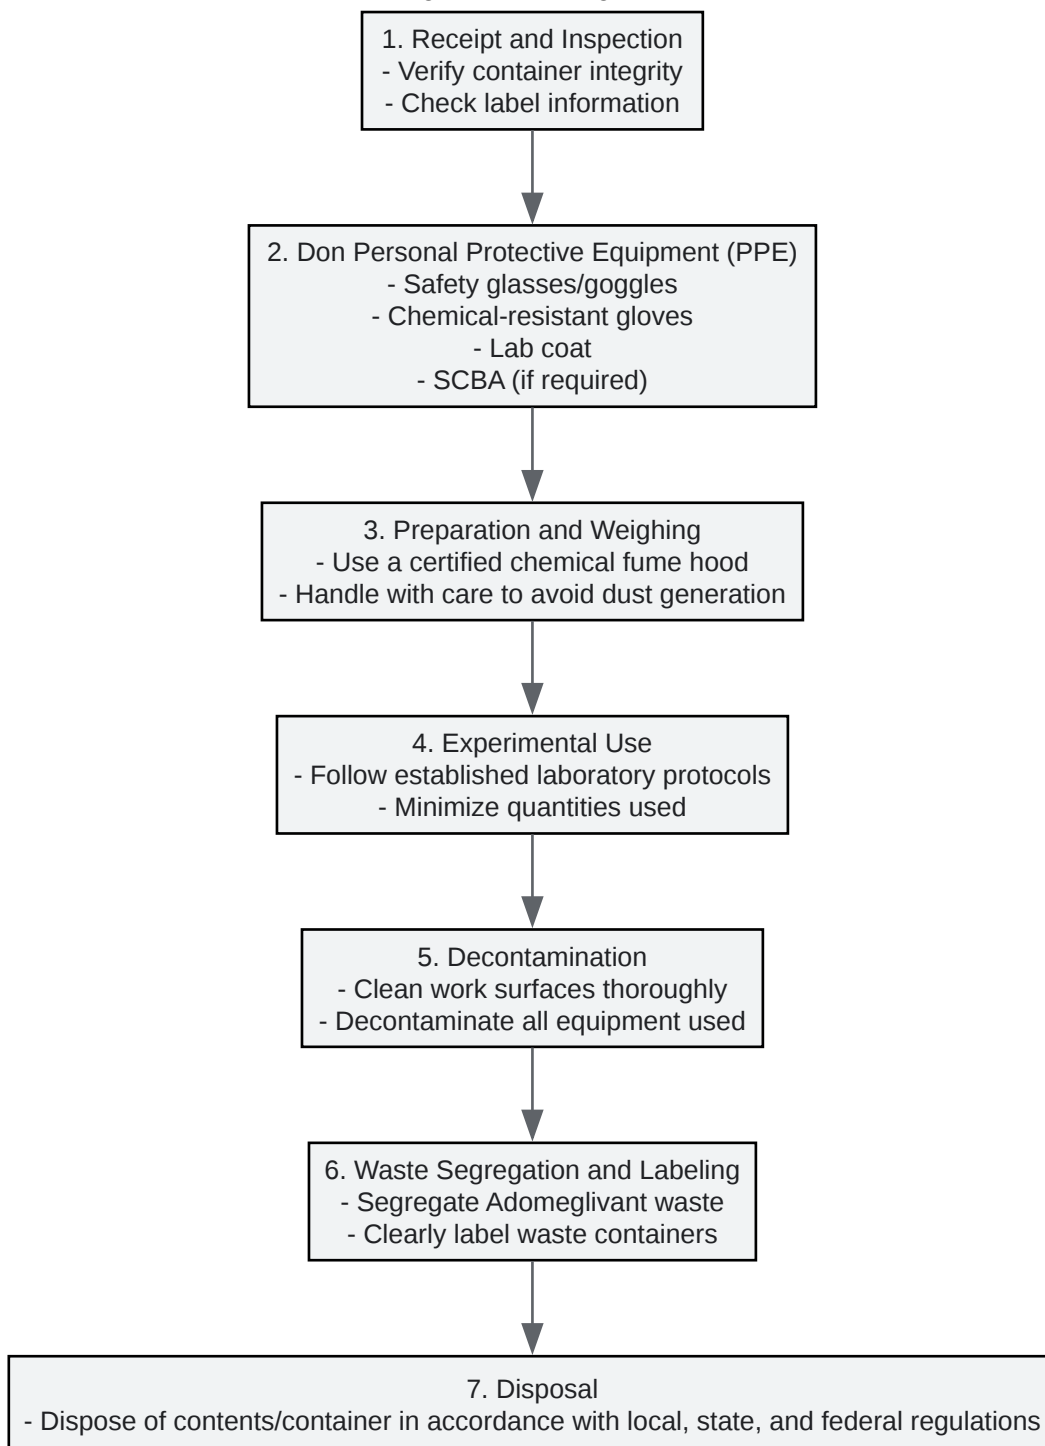 1. Receipt and Inspection
- Verify container integrity
- Check label information
2. Don Personal Protective Equipment (PPE)
- Safety glasses/goggles
- Chemical-resistant gloves
- Lab coat
- SCBA (if required)
3. Preparation and Weighing
- Use a certified chemical fume hood
- Handle with care to avoid dust generation
4. Experimental Use
- Follow established laboratory protocols
- Minimize quantities used
5. Decontamination
- Clean work surfaces thoroughly
- Decontaminate all equipment used
6. Waste Segregation and Labeling
- Segregate Adomeglivant waste
- Clearly label waste containers
7. Disposal
- Dispose of contents/container in accordance with local, state, and federal regulations